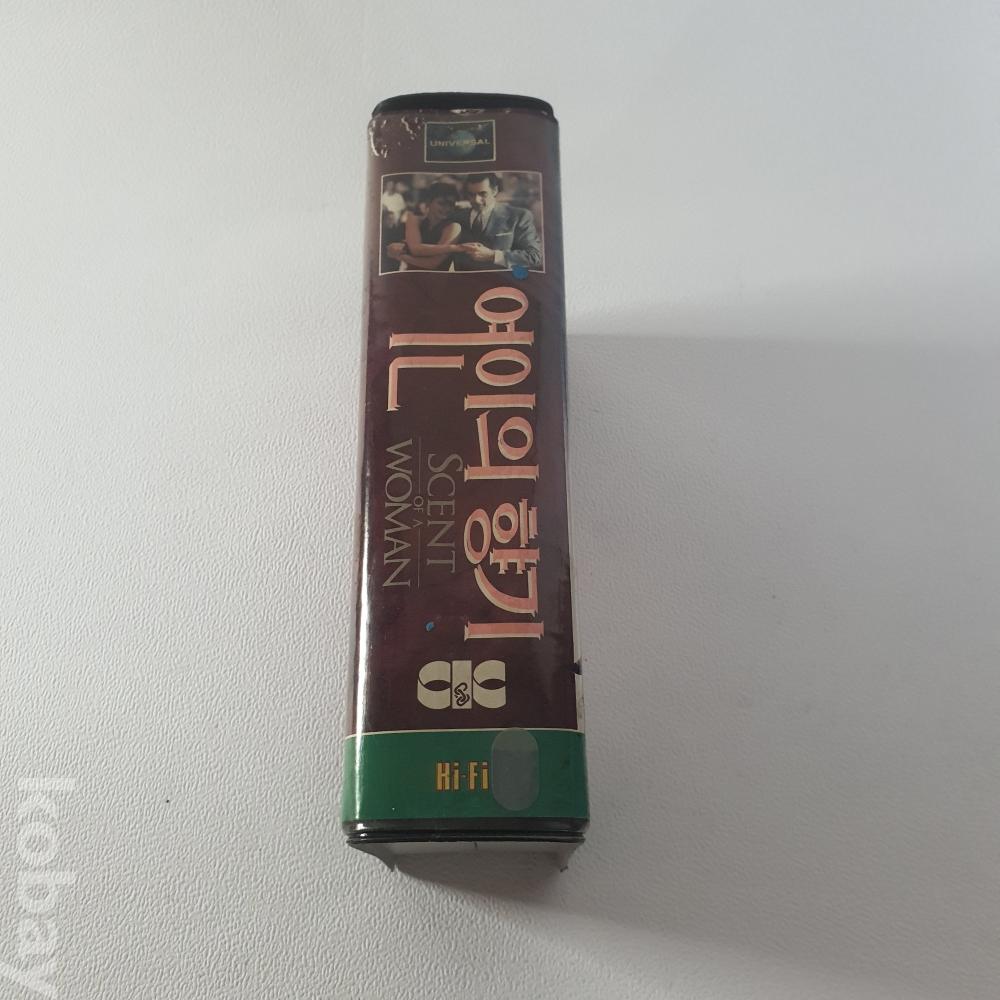 UNIVERSAL
여인의 향기
SCENT
OF A
WOMAN
Hi-Fi
kobay